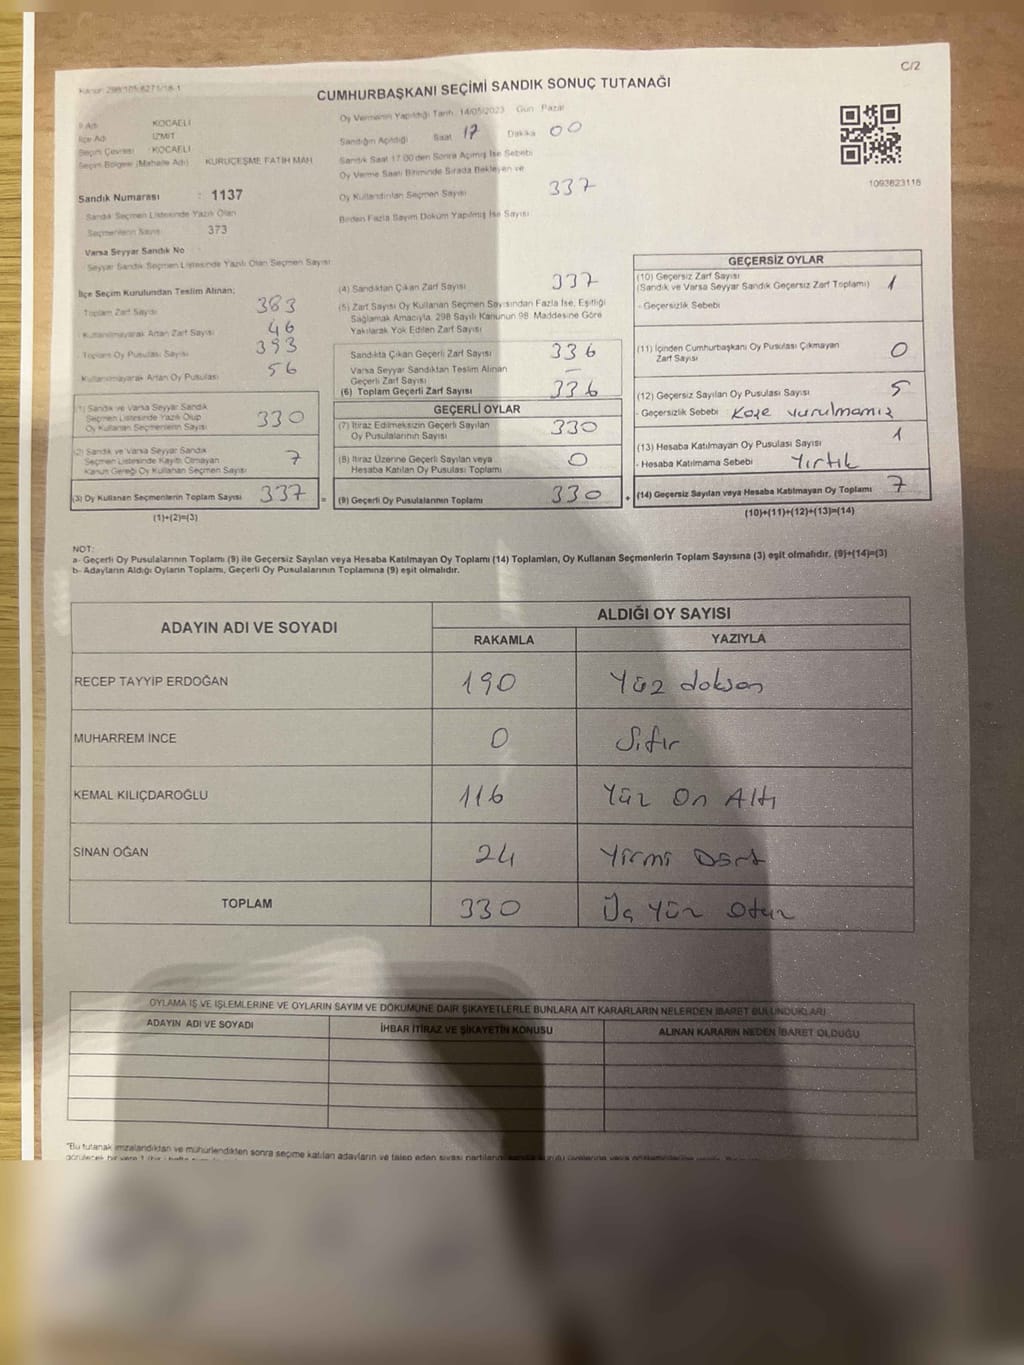 C/2
Kanun: 298/105-6271/18-1
CUMHURBAŞKANI SEÇİMİ SANDIK SONUÇ TUTANAĞI
İl Adı KOCAELİ
İlçe Adı İZMİT
Seçim Çevresi KOCAELİ
Seçim Bölgesi (Mahalle Adı) KURUÇEŞME FATİH MAH
Sandık Numarası : 1137
Sandık Seçmen Listesinde Yazılı Olan
Seçmenlerin Sayısı 373
Varsa Seyyar Sandık No
Seyyar Sandık Seçmen Listesinde Yazılı Olan Seçmen Sayısı
Oy Vermenin Yapıldığı Tarih: 14/05/2023 Gün Pazar
Sandığın Açıldığı Saat 17 Dakika 00
Sandık Saat 17:00'den Sonra Açılmış İse Sebebi
Oy Verme Saati Bitiminde Sırada Bekleyen ve
Oy Kullandırılan Seçmen Sayısı 337
Birden Fazla Sayım Döküm Yapılmış İse Sayısı
1093623116
İlçe Seçim Kurulundan Teslim Alınan;
Toplam Zarf Sayısı 383
Kullanılmayarak Artan Zarf Sayısı 46
Toplam Oy Pusulası Sayısı 393
Kullanılmayarak Artan Oy Pusulası 56
(1) Sandık ve Varsa Seyyar Sandık
Seçmen Listesinde Yazılı Olup
Oy Kullanan Seçmenlerin Sayısı 330
(2) Sandık ve Varsa Seyyar Sandık
Seçmen Listesinde Kayıtlı Olmayan
Kanun Gereği Oy Kullanan Seçmen Sayısı 7
(3) Oy Kullanan Seçmenlerin Toplam Sayısı 337 =
(1)+(2)=(3)
(4) Sandıktan Çıkan Zarf Sayısı 337
(5) Zarf Sayısı Oy Kullanan Seçmen Sayısından Fazla İse, Eşitliği
Sağlamak Amacıyla, 298 Sayılı Kanunun 98. Maddesine Göre
Yakılarak Yok Edilen Zarf Sayısı
Sandıkta Çıkan Geçerli Zarf Sayısı 336
Varsa Seyyar Sandıktan Teslim Alınan
Geçerli Zarf Sayısı –
(6) Toplam Geçerli Zarf Sayısı 336
GEÇERLİ OYLAR
(7) İtiraz Edilmeksizin Geçerli Sayılan
Oy Pusulalarının Sayısı 330
(8) İtiraz Üzerine Geçerli Sayılan veya
Hesaba Katılan Oy Pusulası Toplamı 0
(9) Geçerli Oy Pusulalarının Toplamı 330 +
GEÇERSİZ OYLAR
(10) Geçersiz Zarf Sayısı
(Sandık ve Varsa Seyyar Sandık Geçersiz Zarf Toplamı) 1
- Geçersizlik Sebebi
(11) İçinden Cumhurbaşkanı Oy Pusulası Çıkmayan
Zarf Sayısı 0
(12) Geçersiz Sayılan Oy Pusulası Sayısı 5
- Geçersizlik Sebebi Kaşe vurulmamış
(13) Hesaba Katılmayan Oy Pusulası Sayısı 1
- Hesaba Katılmama Sebebi Yırtık
(14) Geçersiz Sayılan veya Hesaba Katılmayan Oy Toplamı 7
(10)+(11)+(12)+(13)=(14)
NOT:
a- Geçerli Oy Pusulalarının Toplamı (9) ile Geçersiz Sayılan veya Hesaba Katılmayan Oy Toplamı (14) Toplamları, Oy Kullanan Seçmenlerin Toplam Sayısına (3) eşit olmalıdır. (9)+(14)=(3)
b- Adayların Aldığı Oyların Toplamı, Geçerli Oy Pusulalarının Toplamına (9) eşit olmalıdır.
ADAYIN ADI VE SOYADI
ALDIĞI OY SAYISI
RAKAMLA YAZIYLA
RECEP TAYYİP ERDOĞAN 190 Yüz doksan
MUHARREM İNCE 0 Sıfır
KEMAL KILIÇDAROĞLU 116 Yüz On Altı
SİNAN OĞAN 24 Yirmi Dört
TOPLAM 330 Üç Yüz Otuz
OYLAMA İŞ VE İŞLEMLERİNE VE OYLARIN SAYIM VE DÖKÜMÜNE DAİR ŞİKAYETLERLE BUNLARA AİT KARARLARIN NELERDEN İBARET BULUNDUKLARI
ADAYIN ADI VE SOYADI İHBAR İTİRAZ VE ŞİKAYETİN KONUSU ALINAN KARARIN NEDEN İBARET OLDUĞU
"Bu tutanak imzalandıktan ve mühürlendikten sonra seçime katılan adayların ve talep eden siyasi partilerin